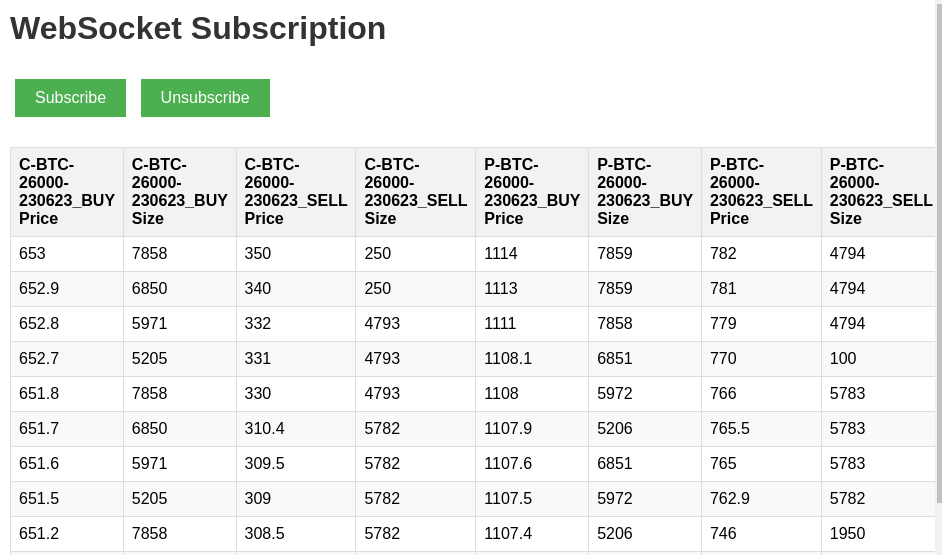 WebSocket Subscription
Subscribe Unsubscribe
C-BTC- C-BTC- C-BTC- C-BTC- P-BTC- P-BTC- P-BTC- P-BTC-
26000- 26000- 26000- 26000- 26000- 26000- 26000- 26000-
230623_BUY 230623_BUY 230623_SELL 230623_SELL 230623_BUY 230623_BUY 230623_SELL 230623_SELL
Price Size Price Size Price Size Price Size
653 7858 350 250 1114 7859 782 4794
652.9 6850 340 250 1113 7859 781 4794
652.8 5971 332 4793 1111 7858 779 4794
652.7 5205 331 4793 1108.1 6851 770 100
651.8 7858 330 4793 1108 5972 766 5783
651.7 6850 310.4 5782 1107.9 5206 765.5 5783
651.6 5971 309.5 5782 1107.6 6851 765 5783
651.5 5205 309 5782 1107.5 5972 762.9 5782
651.2 7858 308.5 5782 1107.4 5206 746 1950